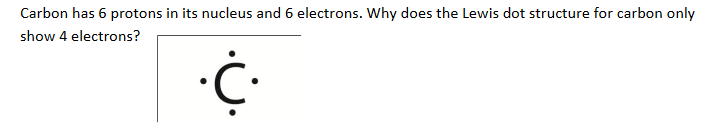 Carbon has 6 protons in its nucleus and 6 electrons. Why does the Lewis dot structure for carbon only
show 4 electrons?
C